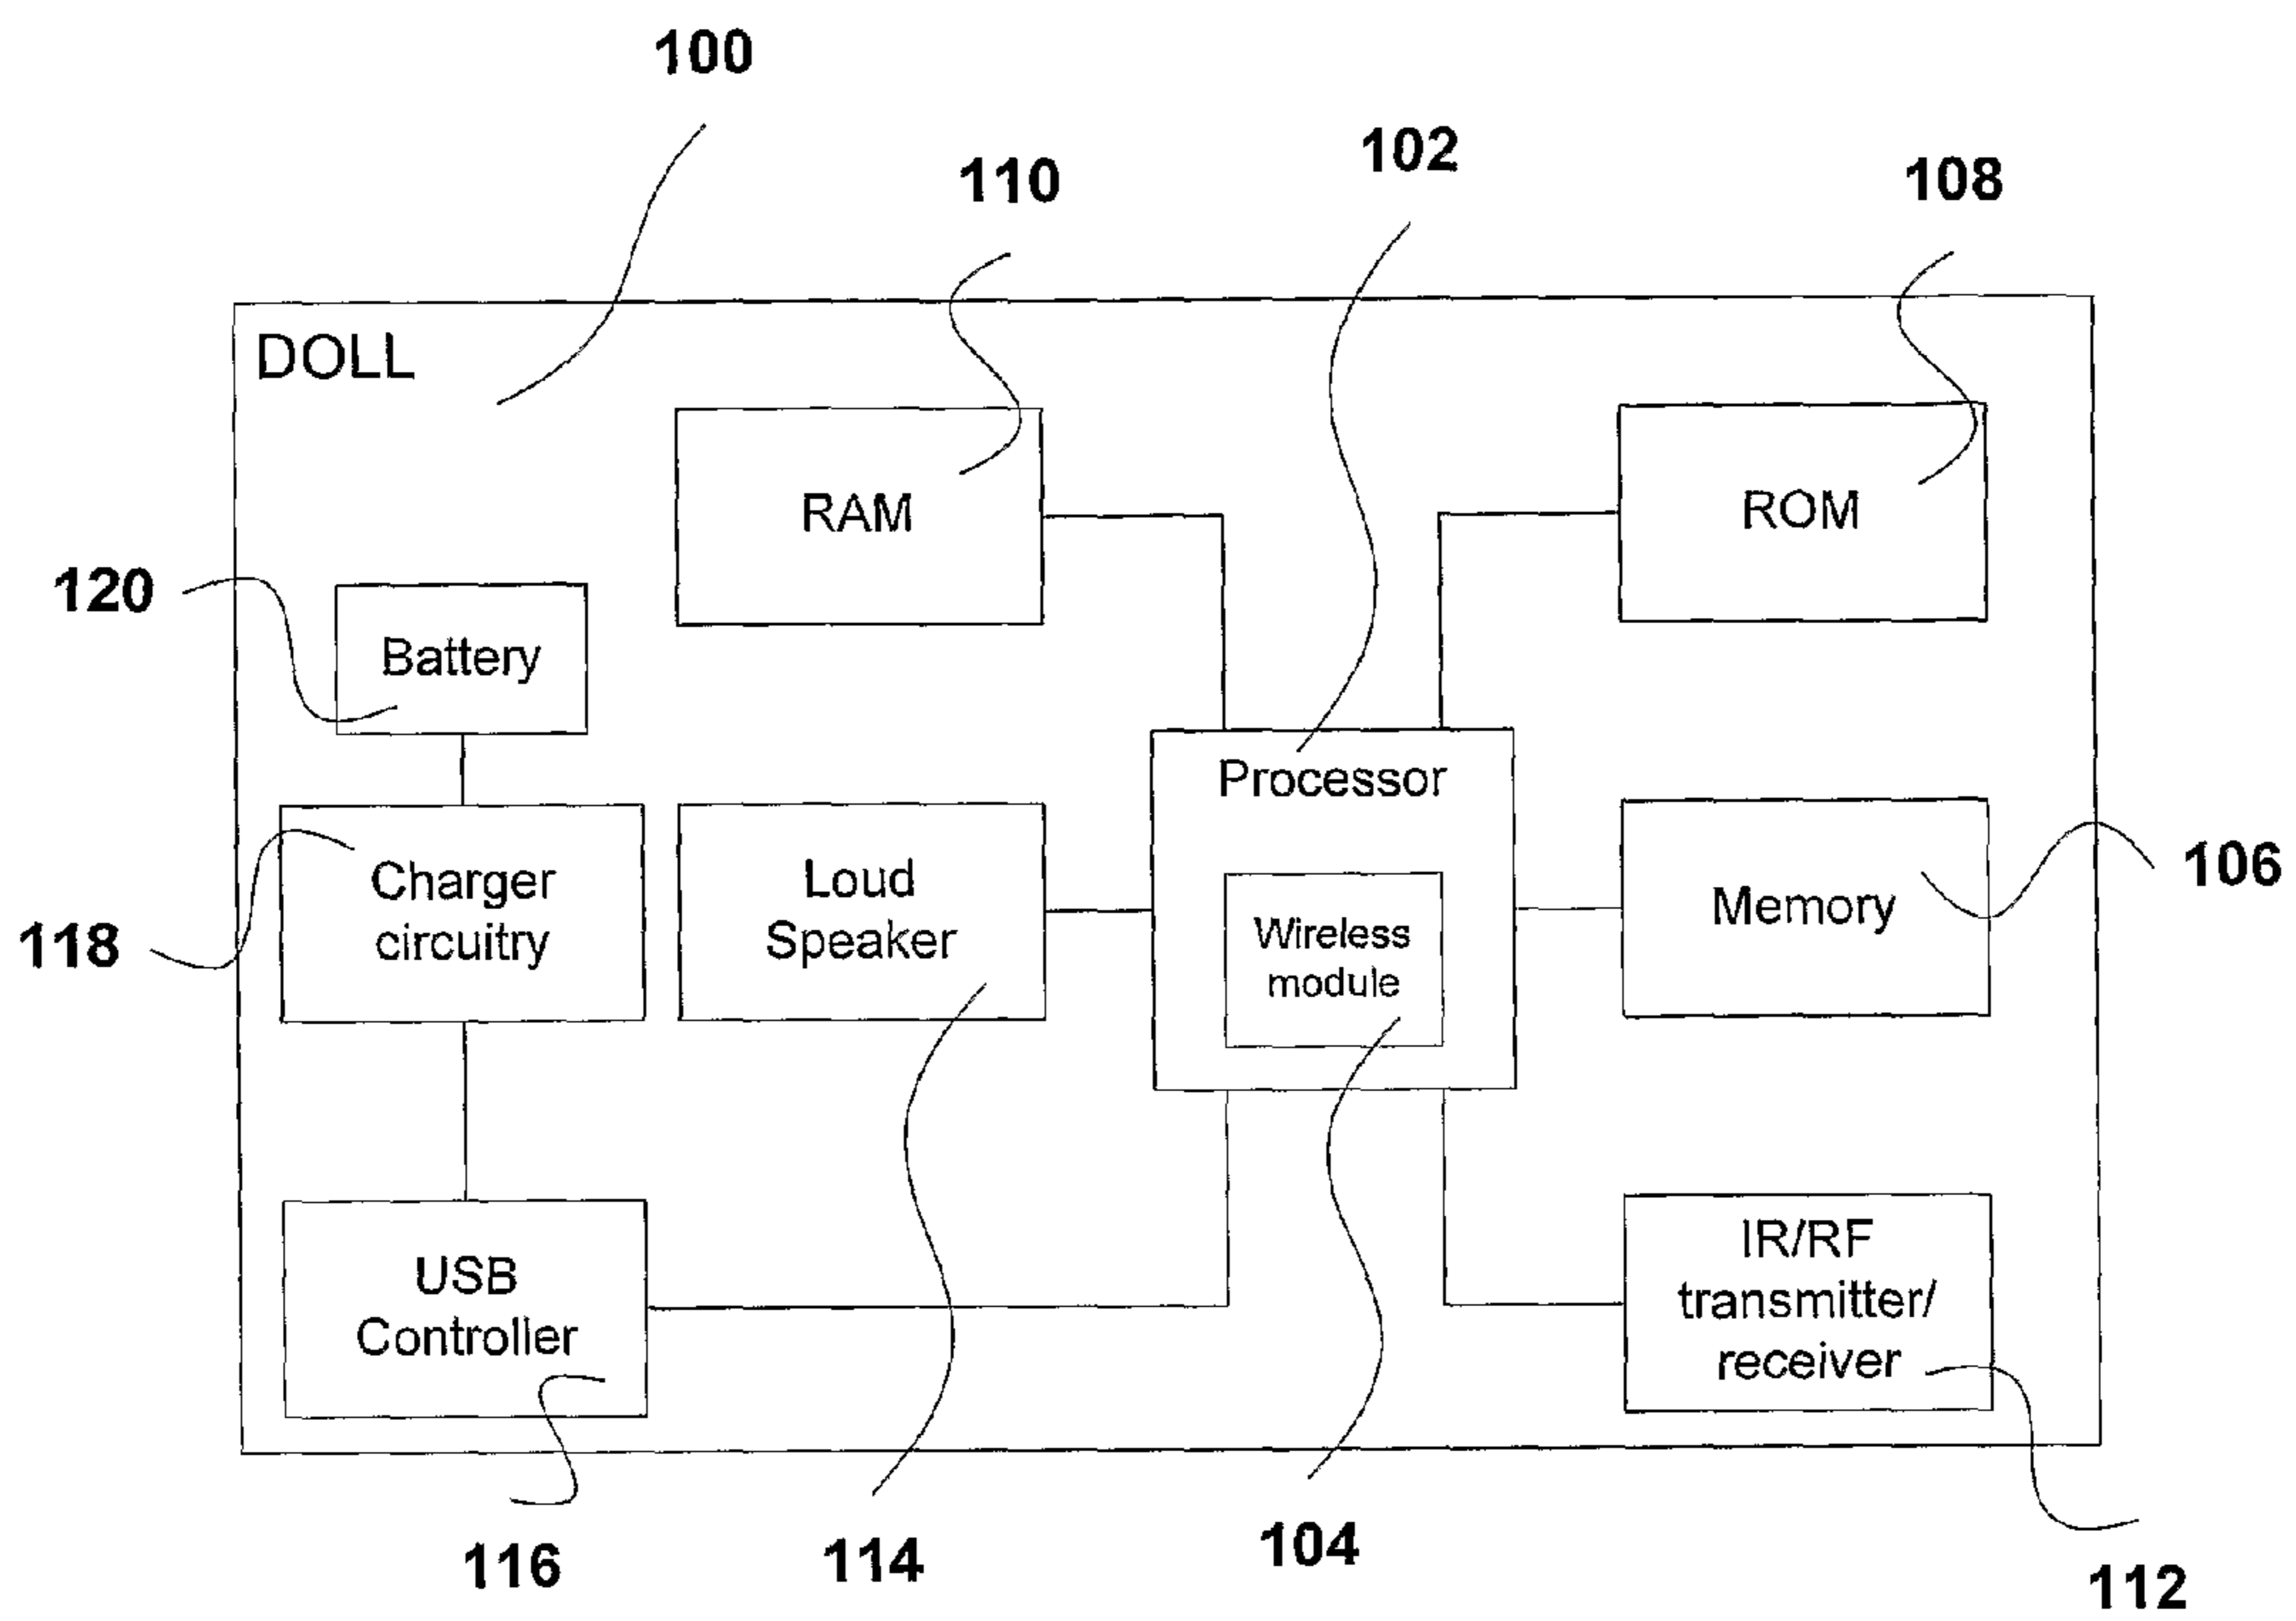 100
102
110
108
DOLL
RAM
ROM
120
Battery
Processor
Charger
circuitry
Loud
Speaker
Wireless
module
Memory
106
118
USB
Controller
IR/RF
transmitter/
receiver
116
114
104
112